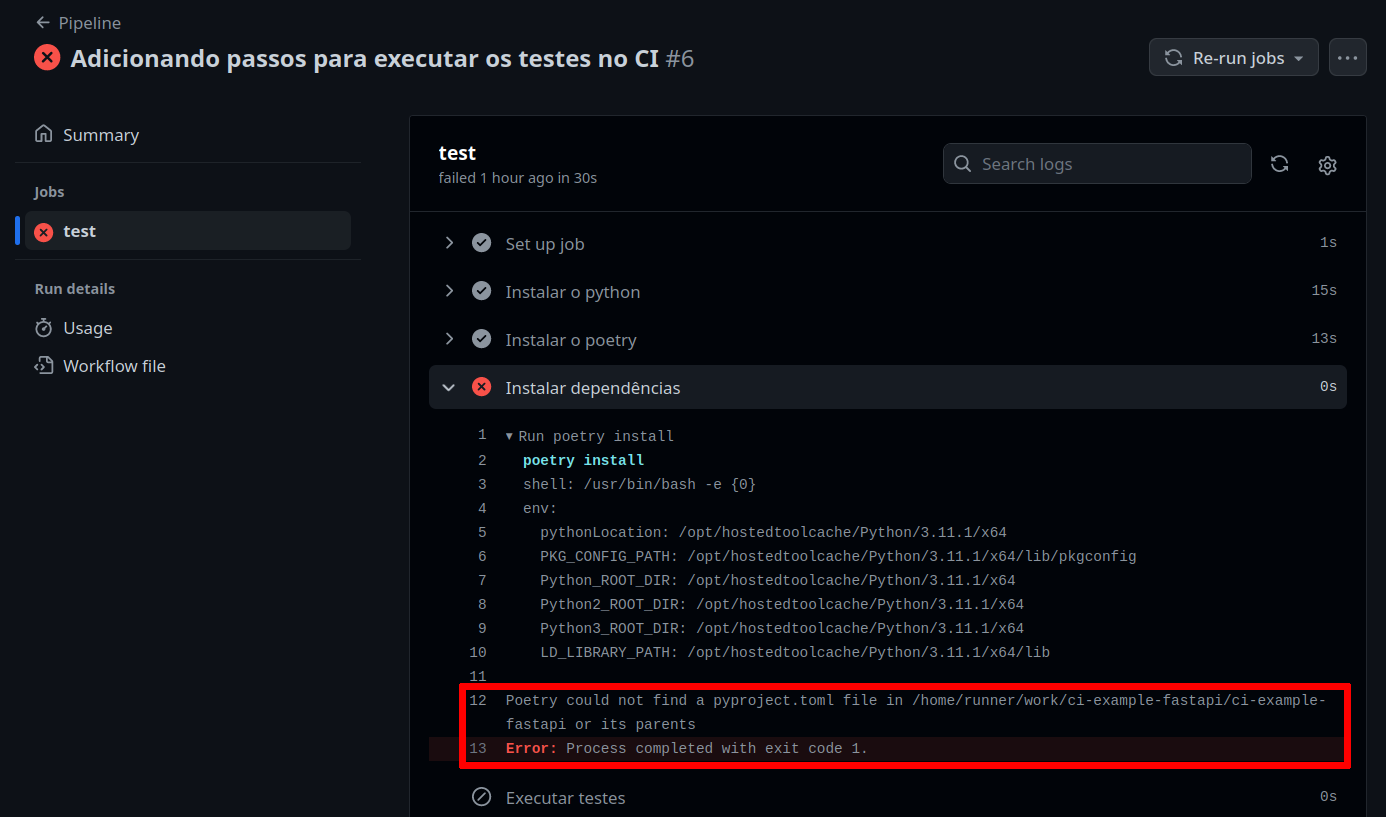 Pipeline
Adicionando passos para executar os testes no CI #6
Re-run jobs
Summary
Jobs
test
Run details
Usage
Workflow file
test
failed 1 hour ago in 30s
Search logs
Set up job 1s
Instalar o python 15s
Instalar o poetry 13s
Instalar dependências 0s
1 ▼ Run poetry install
2 poetry install
3 shell: /usr/bin/bash -e {0}
4 env:
5 pythonLocation: /opt/hostedtoolcache/Python/3.11.1/x64
6 PKG_CONFIG_PATH: /opt/hostedtoolcache/Python/3.11.1/x64/lib/pkgconfig
7 Python_ROOT_DIR: /opt/hostedtoolcache/Python/3.11.1/x64
8 Python2_ROOT_DIR: /opt/hostedtoolcache/Python/3.11.1/x64
9 Python3_ROOT_DIR: /opt/hostedtoolcache/Python/3.11.1/x64
10 LD_LIBRARY_PATH: /opt/hostedtoolcache/Python/3.11.1/x64/lib
11
12 Poetry could not find a pyproject.toml file in /home/runner/work/ci-example-fastapi/ci-example-
fastapi or its parents
13 Error: Process completed with exit code 1.
Executar testes 0s